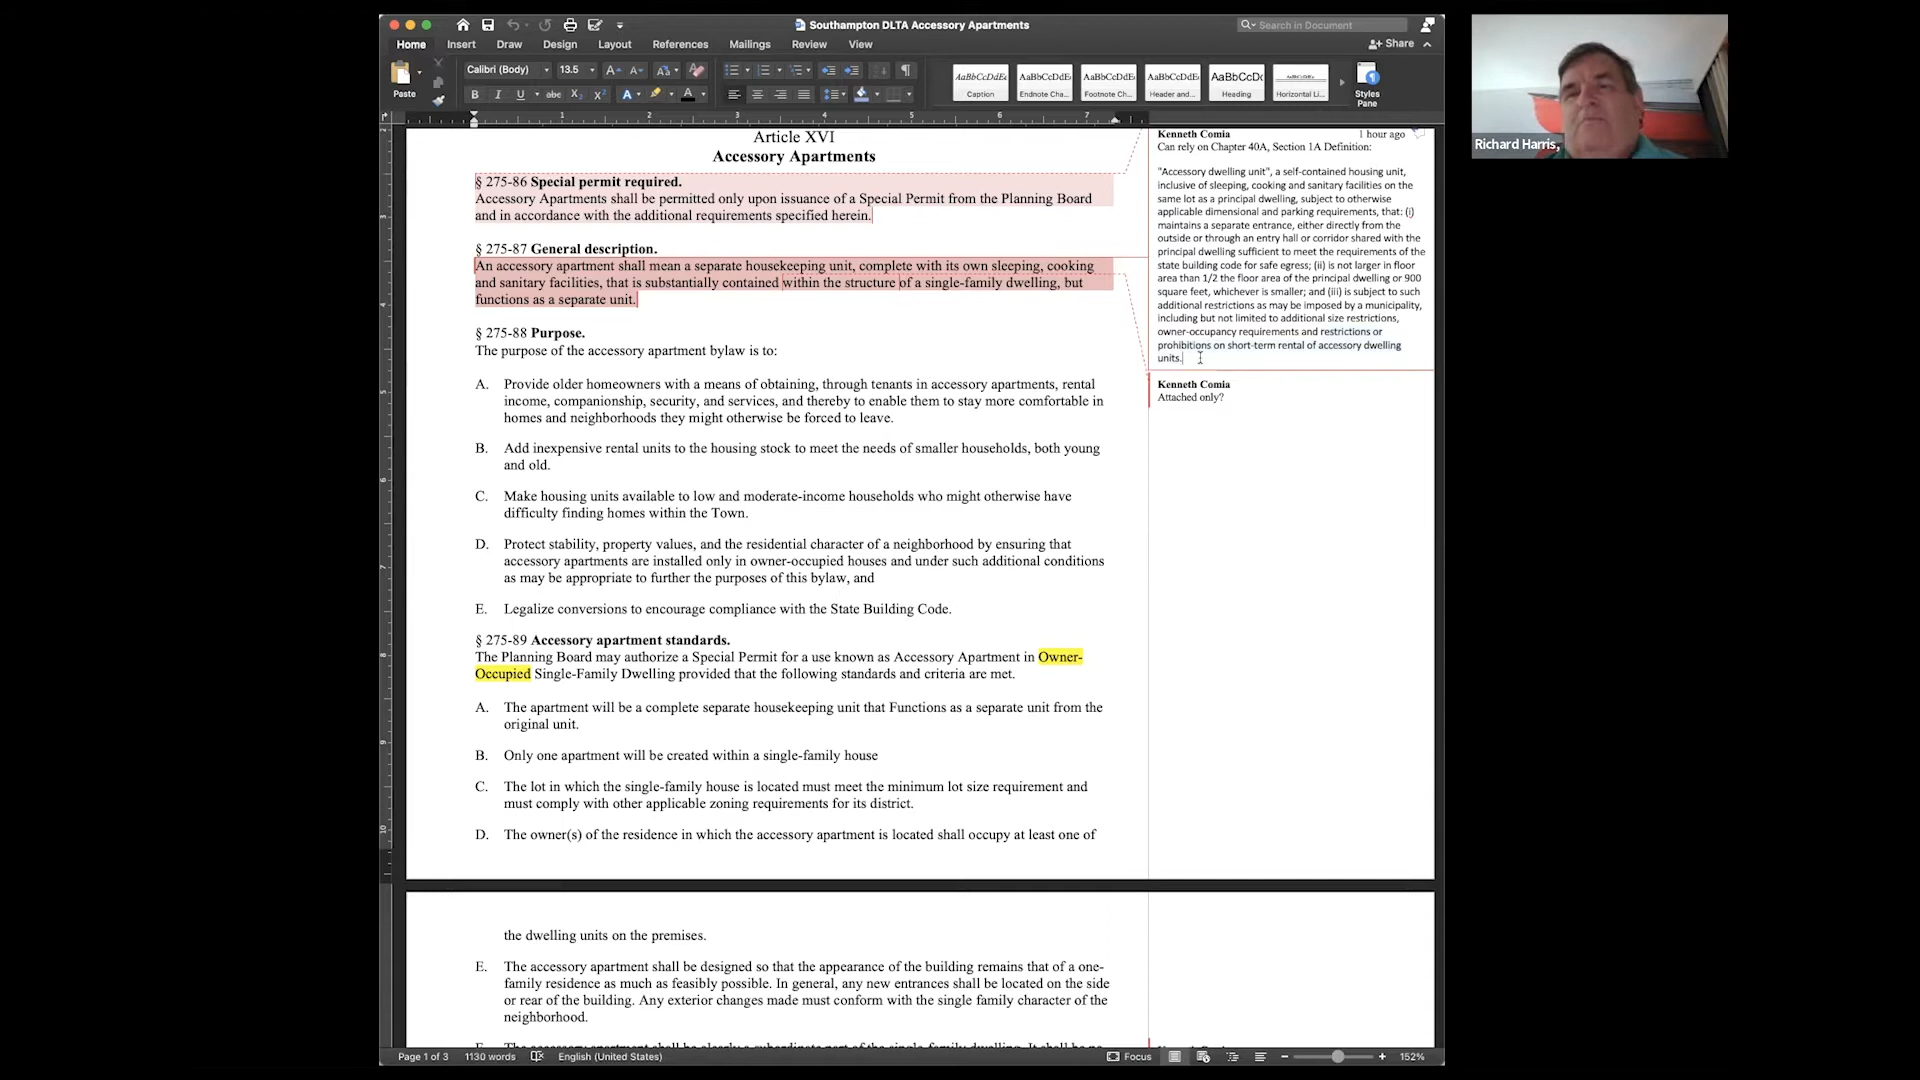 Southampton DLTA Accessory Apartments
Search in Document
Home Insert Draw Design Layout References Mailings Review View
Share
Paste
Calibri (Body) 13.5
AaBbCcDdEe AaBbCcDdE AaBbCcDdE AaBbCcDdE AaBbCcD
Caption Endnote Cha... Footnote Ch... Header and... Heading Horizontal Li...
Styles Pane
1 2 3 4 5 6 7
Article XVI
Accessory Apartments
§ 275-86 Special permit required.
Accessory Apartments shall be permitted only upon issuance of a Special Permit from the Planning Board
and in accordance with the additional requirements specified herein.
§ 275-87 General description.
An accessory apartment shall mean a separate housekeeping unit, complete with its own sleeping, cooking
and sanitary facilities, that is substantially contained within the structure of a single-family dwelling, but
functions as a separate unit.
§ 275-88 Purpose.
The purpose of the accessory apartment bylaw is to:
A. Provide older homeowners with a means of obtaining, through tenants in accessory apartments, rental
income, companionship, security, and services, and thereby to enable them to stay more comfortable in
homes and neighborhoods they might otherwise be forced to leave.
B. Add inexpensive rental units to the housing stock to meet the needs of smaller households, both young
and old.
C. Make housing units available to low and moderate-income households who might otherwise have
difficulty finding homes within the Town.
D. Protect stability, property values, and the residential character of a neighborhood by ensuring that
accessory apartments are installed only in owner-occupied houses and under such additional conditions
as may be appropriate to further the purposes of this bylaw, and
E. Legalize conversions to encourage compliance with the State Building Code.
§ 275-89 Accessory apartment standards.
The Planning Board may authorize a Special Permit for a use known as Accessory Apartment in Owner-
Occupied Single-Family Dwelling provided that the following standards and criteria are met.
A. The apartment will be a complete separate housekeeping unit that Functions as a separate unit from the
original unit.
B. Only one apartment will be created within a single-family house
C. The lot in which the single-family house is located must meet the minimum lot size requirement and
must comply with other applicable zoning requirements for its district.
D. The owner(s) of the residence in which the accessory apartment is located shall occupy at least one of
the dwelling units on the premises.
E. The accessory apartment shall be designed so that the appearance of the building remains that of a one-
family residence as much as feasibly possible. In general, any new entrances shall be located on the side
or rear of the building. Any exterior changes made must conform with the single family character of the
neighborhood.
Kenneth Comia 1 hour ago
Can rely on Chapter 40A, Section 1A Definition:
"Accessory dwelling unit", a self-contained housing unit,
inclusive of sleeping, cooking and sanitary facilities on the
same lot as a principal dwelling, subject to otherwise
applicable dimensional and parking requirements, that: (i)
maintains a separate entrance, either directly from the
outside or through an entry hall or corridor shared with the
principal dwelling sufficient to meet the requirements of the
state building code for safe egress; (ii) is not larger in floor
area than 1/2 the floor area of the principal dwelling or 900
square feet, whichever is smaller; and (iii) is subject to such
additional restrictions as may be imposed by a municipality,
including but not limited to additional size restrictions,
owner-occupancy requirements and restrictions or
prohibitions on short-term rental of accessory dwelling
units.
Kenneth Comia
Attached only?
Page 1 of 3 1130 words English (United States)
Focus 152%
Richard Harris,